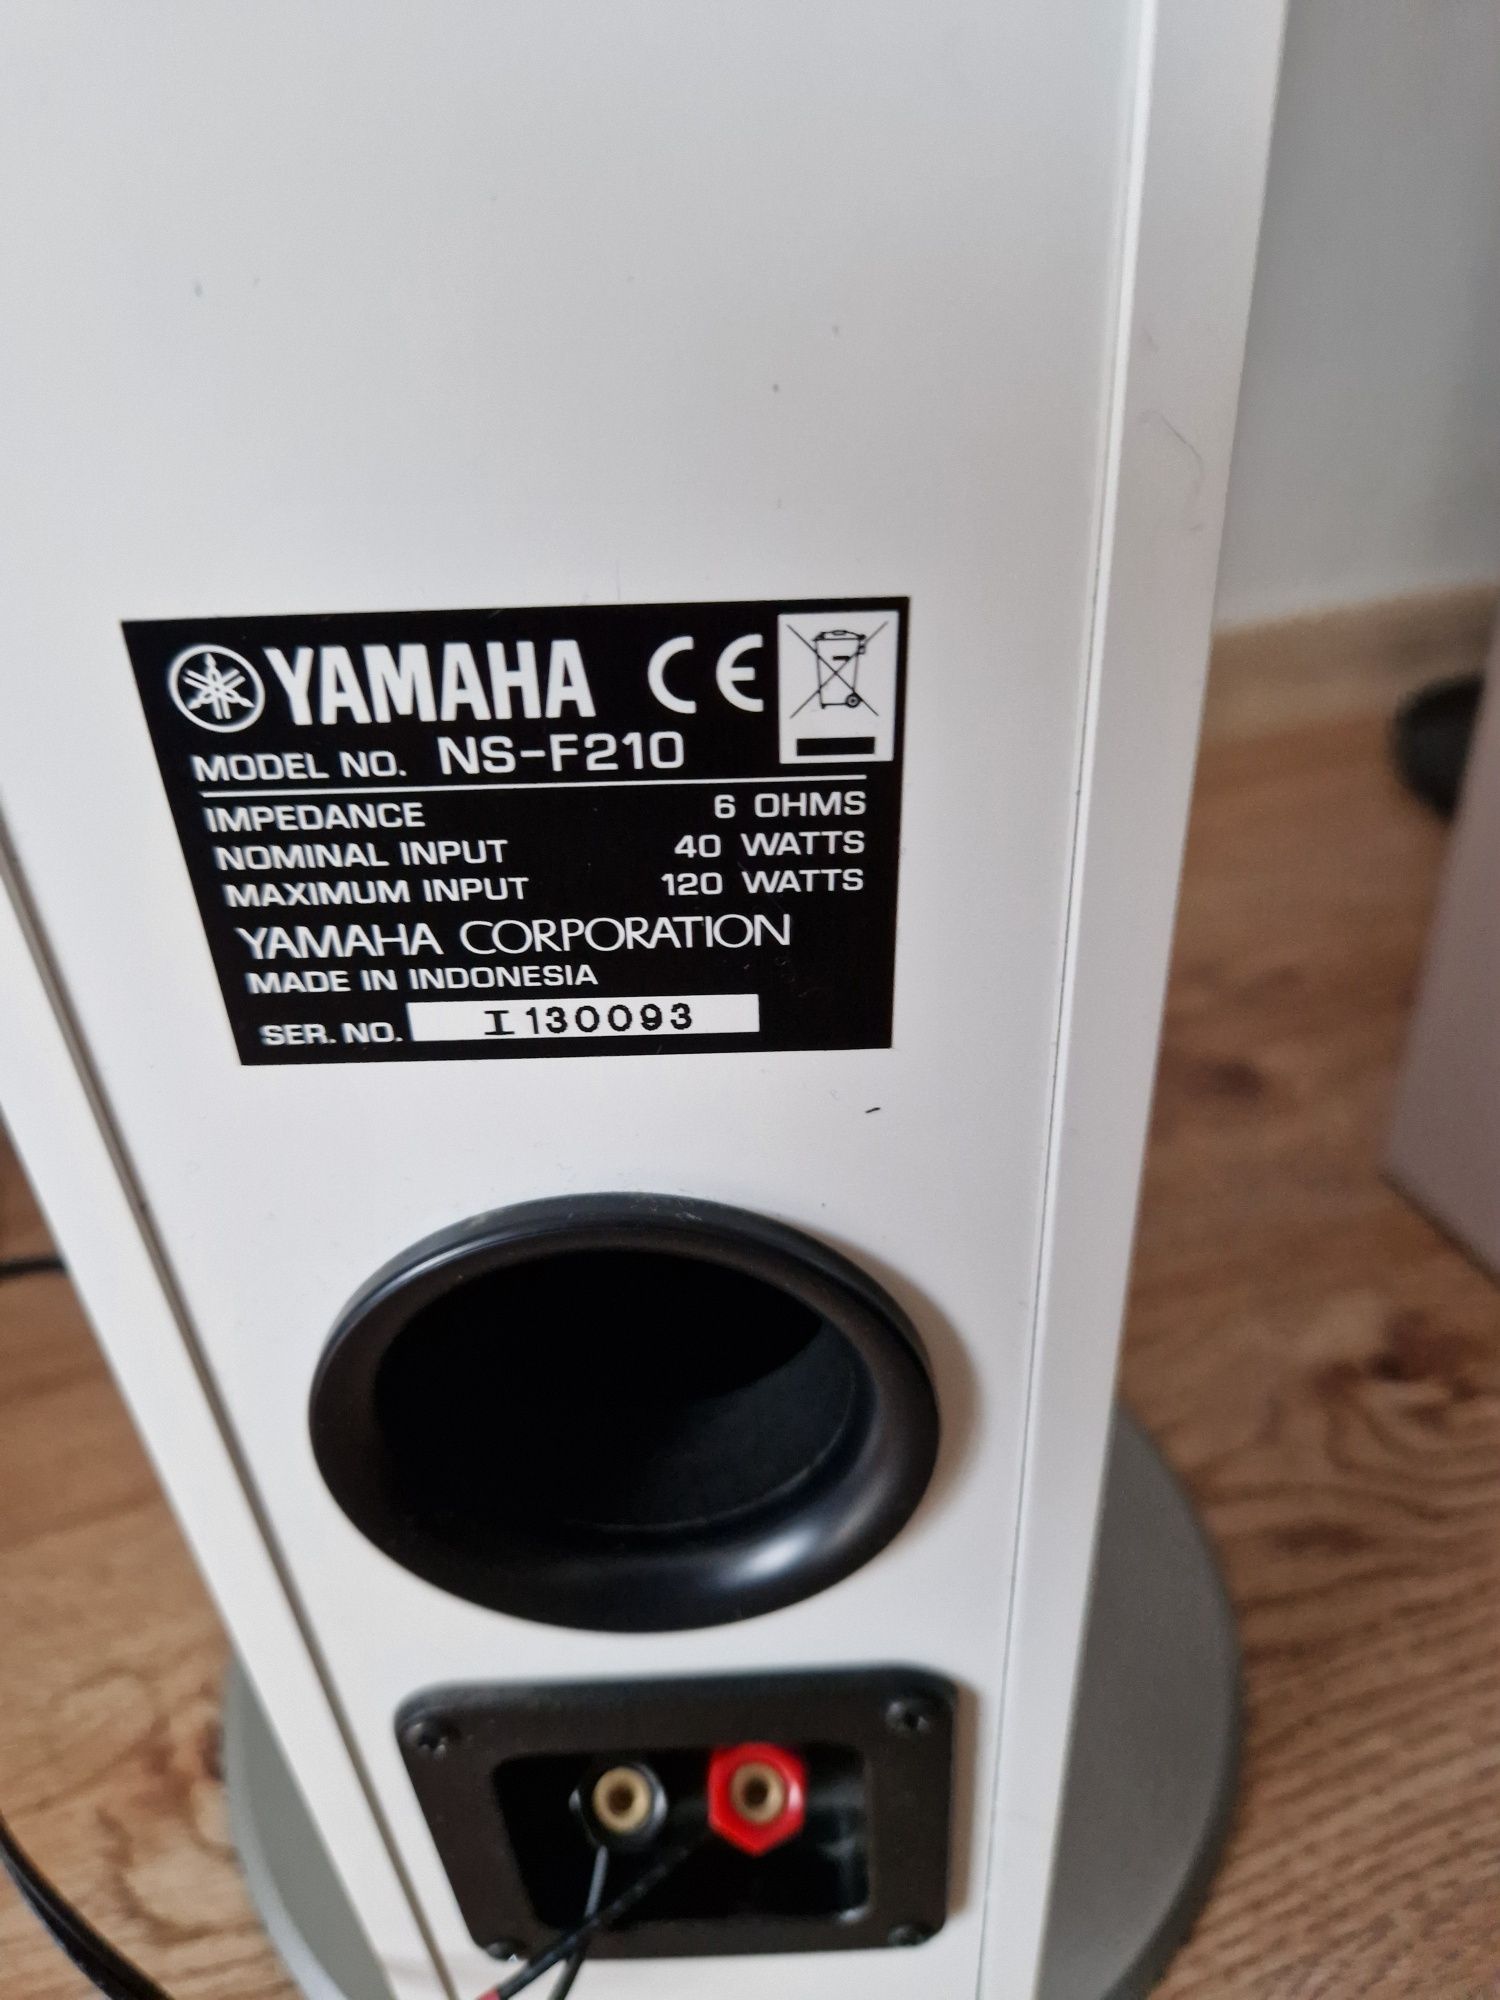 YAMAHA CE
MODEL NO. NS-F210
IMPEDANCE 6 OHMS
NOMINAL INPUT 40 WATTS
MAXIMUM INPUT 120 WATTS
YAMAHA CORPORATION
MADE IN INDONESIA
SER. NO. I130093